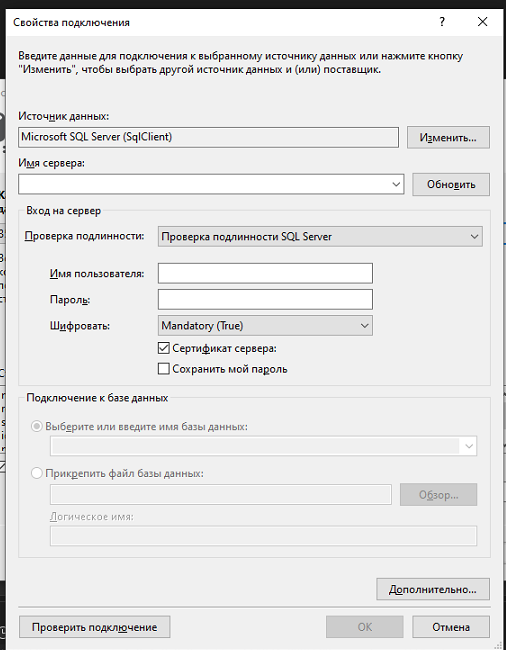 Свойства подключения
Введите данные для подключения к выбранному источнику данных или нажмите кнопку
"Изменить", чтобы выбрать другой источник данных и (или) поставщик.
Источник данных:
Microsoft SQL Server (SqlClient)
Изменить...
Имя сервера:
Обновить
Вход на сервер
Проверка подлинности:
Проверка подлинности SQL Server
Имя пользователя:
Пароль:
Шифровать:
Mandatory (True)
Сертификат сервера:
Сохранить мой пароль
Подключение к базе данных
Выберите или введите имя базы данных:
Прикрепить файл базы данных:
Обзор...
Логическое имя:
Дополнительно...
Проверить подключение
ОК
Отмена